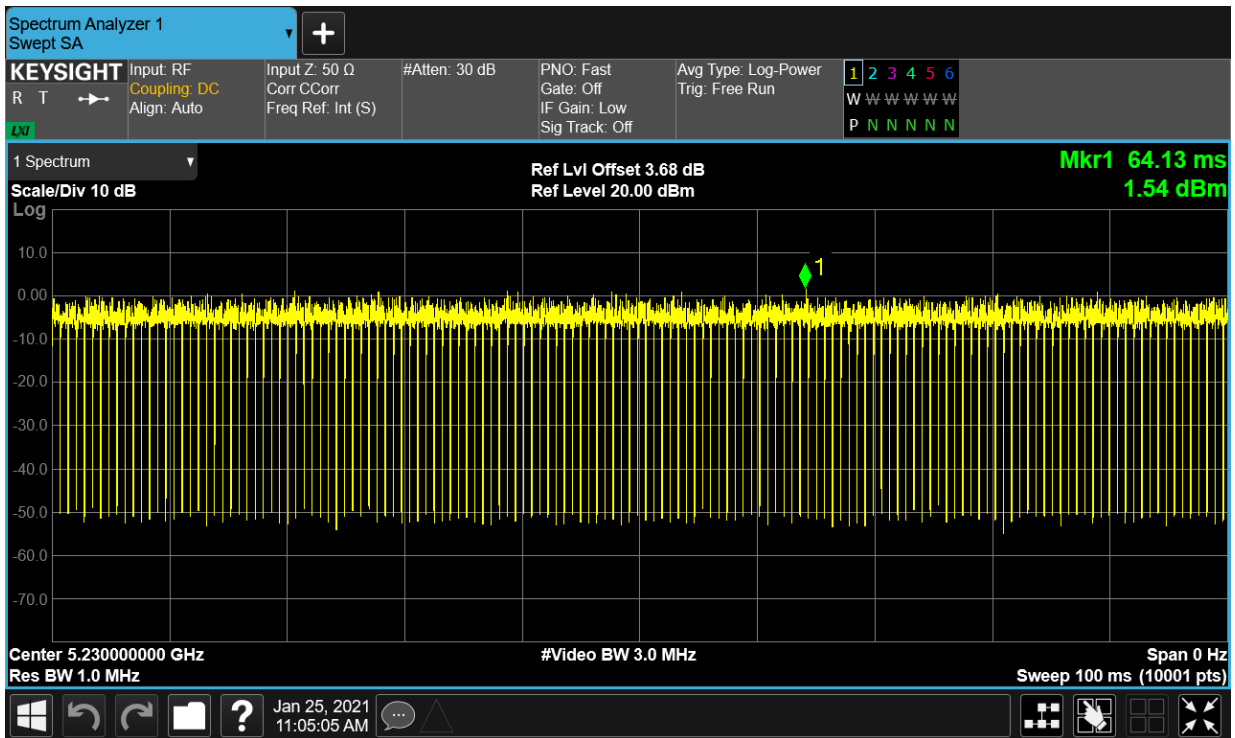 Spectrum Analyzer 1
Swept SA
KEYSIGHT
R T
LXI
Input: RF
Coupling: DC
Align: Auto
Input Z: 50 Ω
Corr CCorr
Freq Ref: Int (S)
#Atten: 30 dB
PNO: Fast
Gate: Off
IF Gain: Low
Sig Track: Off
Avg Type: Log-Power
Trig: Free Run
1 2 3 4 5 6
W W W W W W
P N N N N N
1 Spectrum
Scale/Div 10 dB
Log
Ref Lvl Offset 3.68 dB
Ref Level 20.00 dBm
Mkr1 64.13 ms
1.54 dBm
10.0
1
0.00
-10.0
-20.0
-30.0
-40.0
-50.0
-60.0
-70.0
Center 5.230000000 GHz
#Video BW 3.0 MHz
Span 0 Hz
Res BW 1.0 MHz
Sweep 100 ms (10001 pts)
?
Jan 25, 2021
11:05:05 AM